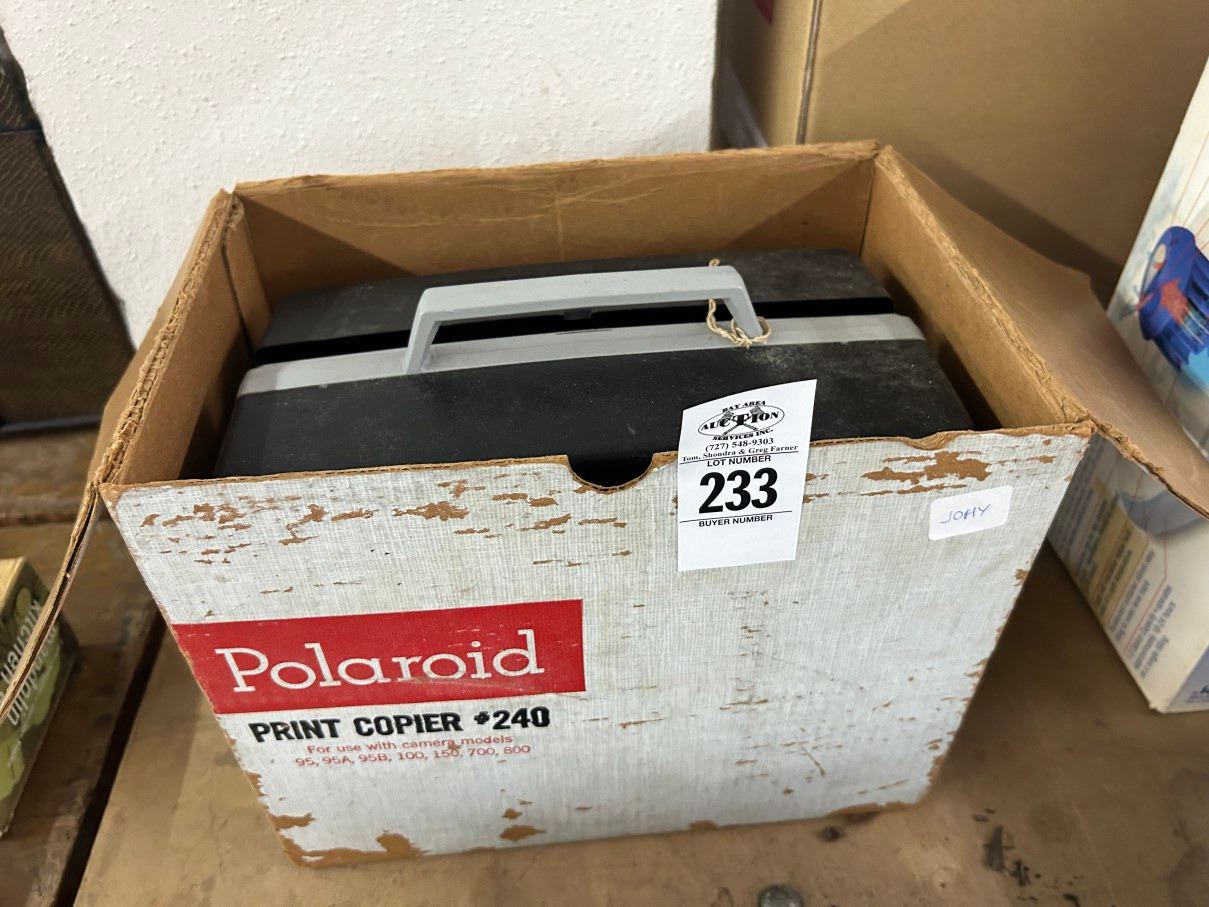 BAY AREA
AUCTION
SERVICES INC.
(727) 548-9303
Tom, Shondra & Greg Farner
LOT NUMBER
233
BUYER NUMBER
JOHY
Polaroid
PRINT COPIER #240
For use with camera models
95, 95A, 95B, 100, 150, 700, 800